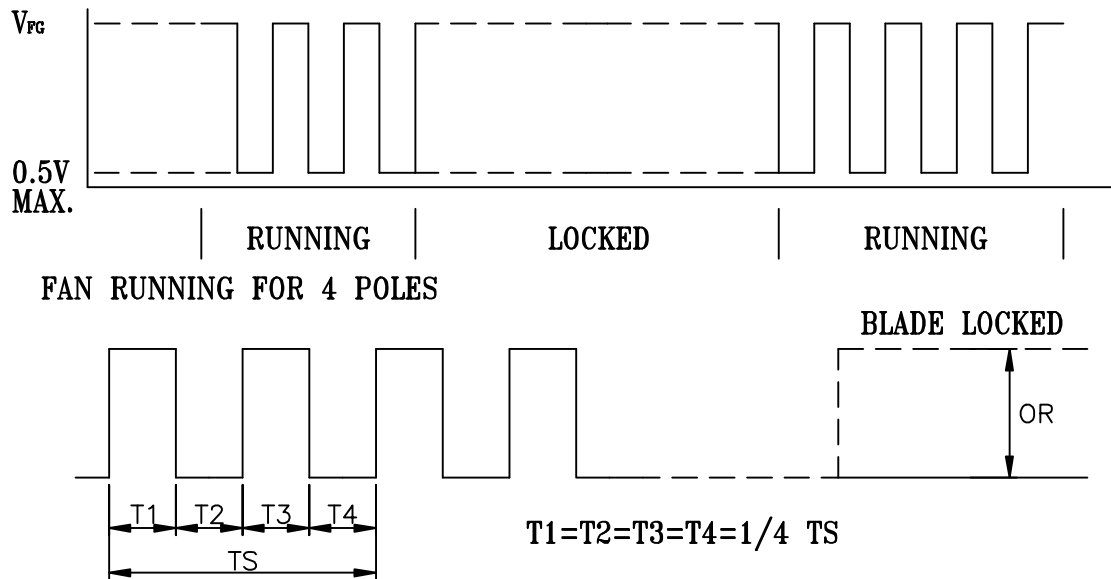 VFG
0.5V
MAX.
RUNNING LOCKED RUNNING
FAN RUNNING FOR 4 POLES
BLADE LOCKED
OR
T1 T2 T3 T4
T1=T2=T3=T4=1/4 TS
TS